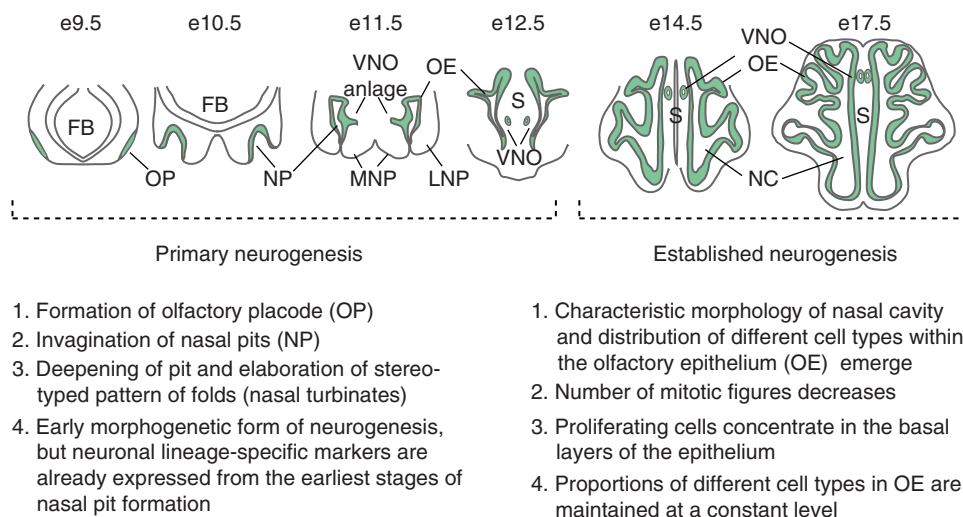 e9.5 e10.5 e11.5 e12.5 e14.5 e17.5
VNO
anlage
OE
VNO
OE
FB
FB
S
S
S
OP
NP
MNP
LNP
VNO
NC
Primary neurogenesis
Established neurogenesis
1. Formation of olfactory placode (OP)
2. Invagination of nasal pits (NP)
3. Deepening of pit and elaboration of stereo-
typed pattern of folds (nasal turbinates)
4. Early morphogenetic form of neurogenesis,
but neuronal lineage-specific markers are
already expressed from the earliest stages of
nasal pit formation
1. Characteristic morphology of nasal cavity
and distribution of different cell types within
the olfactory epithelium (OE) emerge
2. Number of mitotic figures decreases
3. Proliferating cells concentrate in the basal
layers of the epithelium
4. Proportions of different cell types in OE are
maintained at a constant level